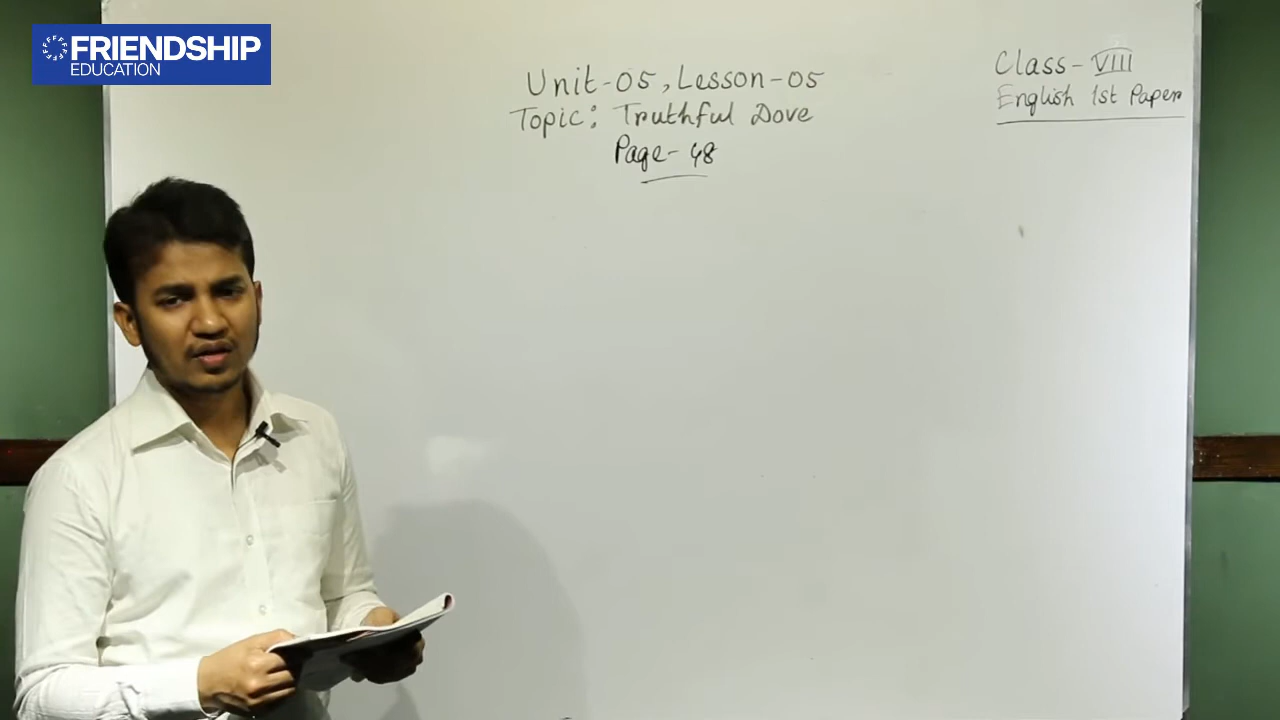 FRIENDSHIP
EDUCATION
Unit-05, Lesson-05
Topic: Truthful Dove
Page-48
Class-VIII
English 1st Paper